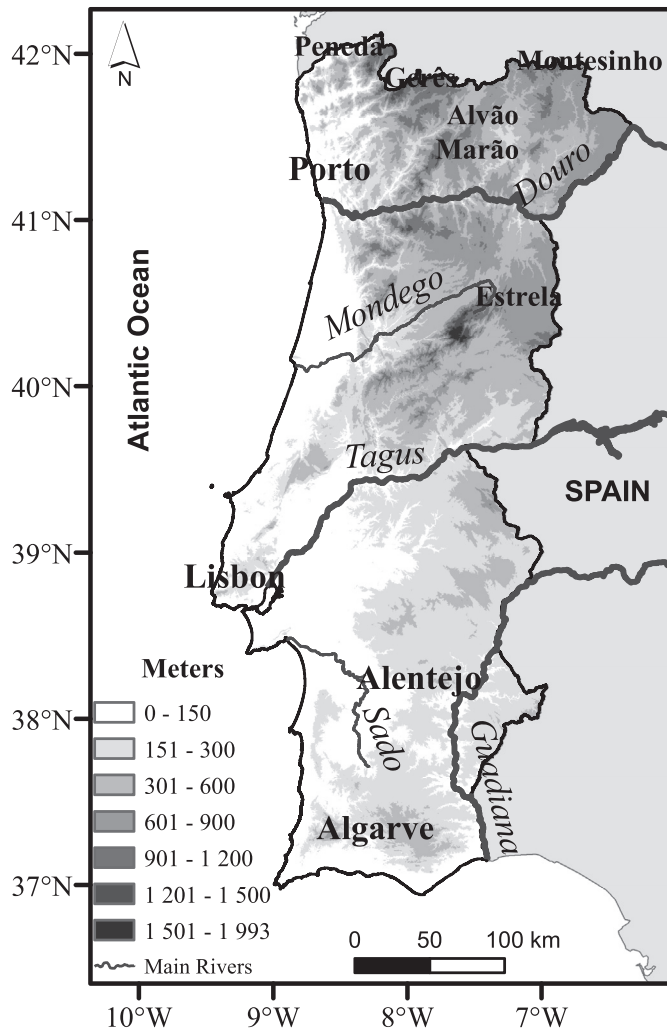 42°N
41°N
40°N
39°N
38°N
37°N
N
Peneda
Gerês
Montesinho
Alvão
Marão
Porto
Douro
Atlantic Ocean
Mondego
Estrela
Tagus
SPAIN
Lisbon
Alentejo
Sado
Guadiana
Algarve
Meters
0 - 150
151 - 300
301 - 600
601 - 900
901 - 1 200
1 201 - 1 500
1 501 - 1 993
Main Rivers
0 50 100 km
10°W 9°W 8°W 7°W